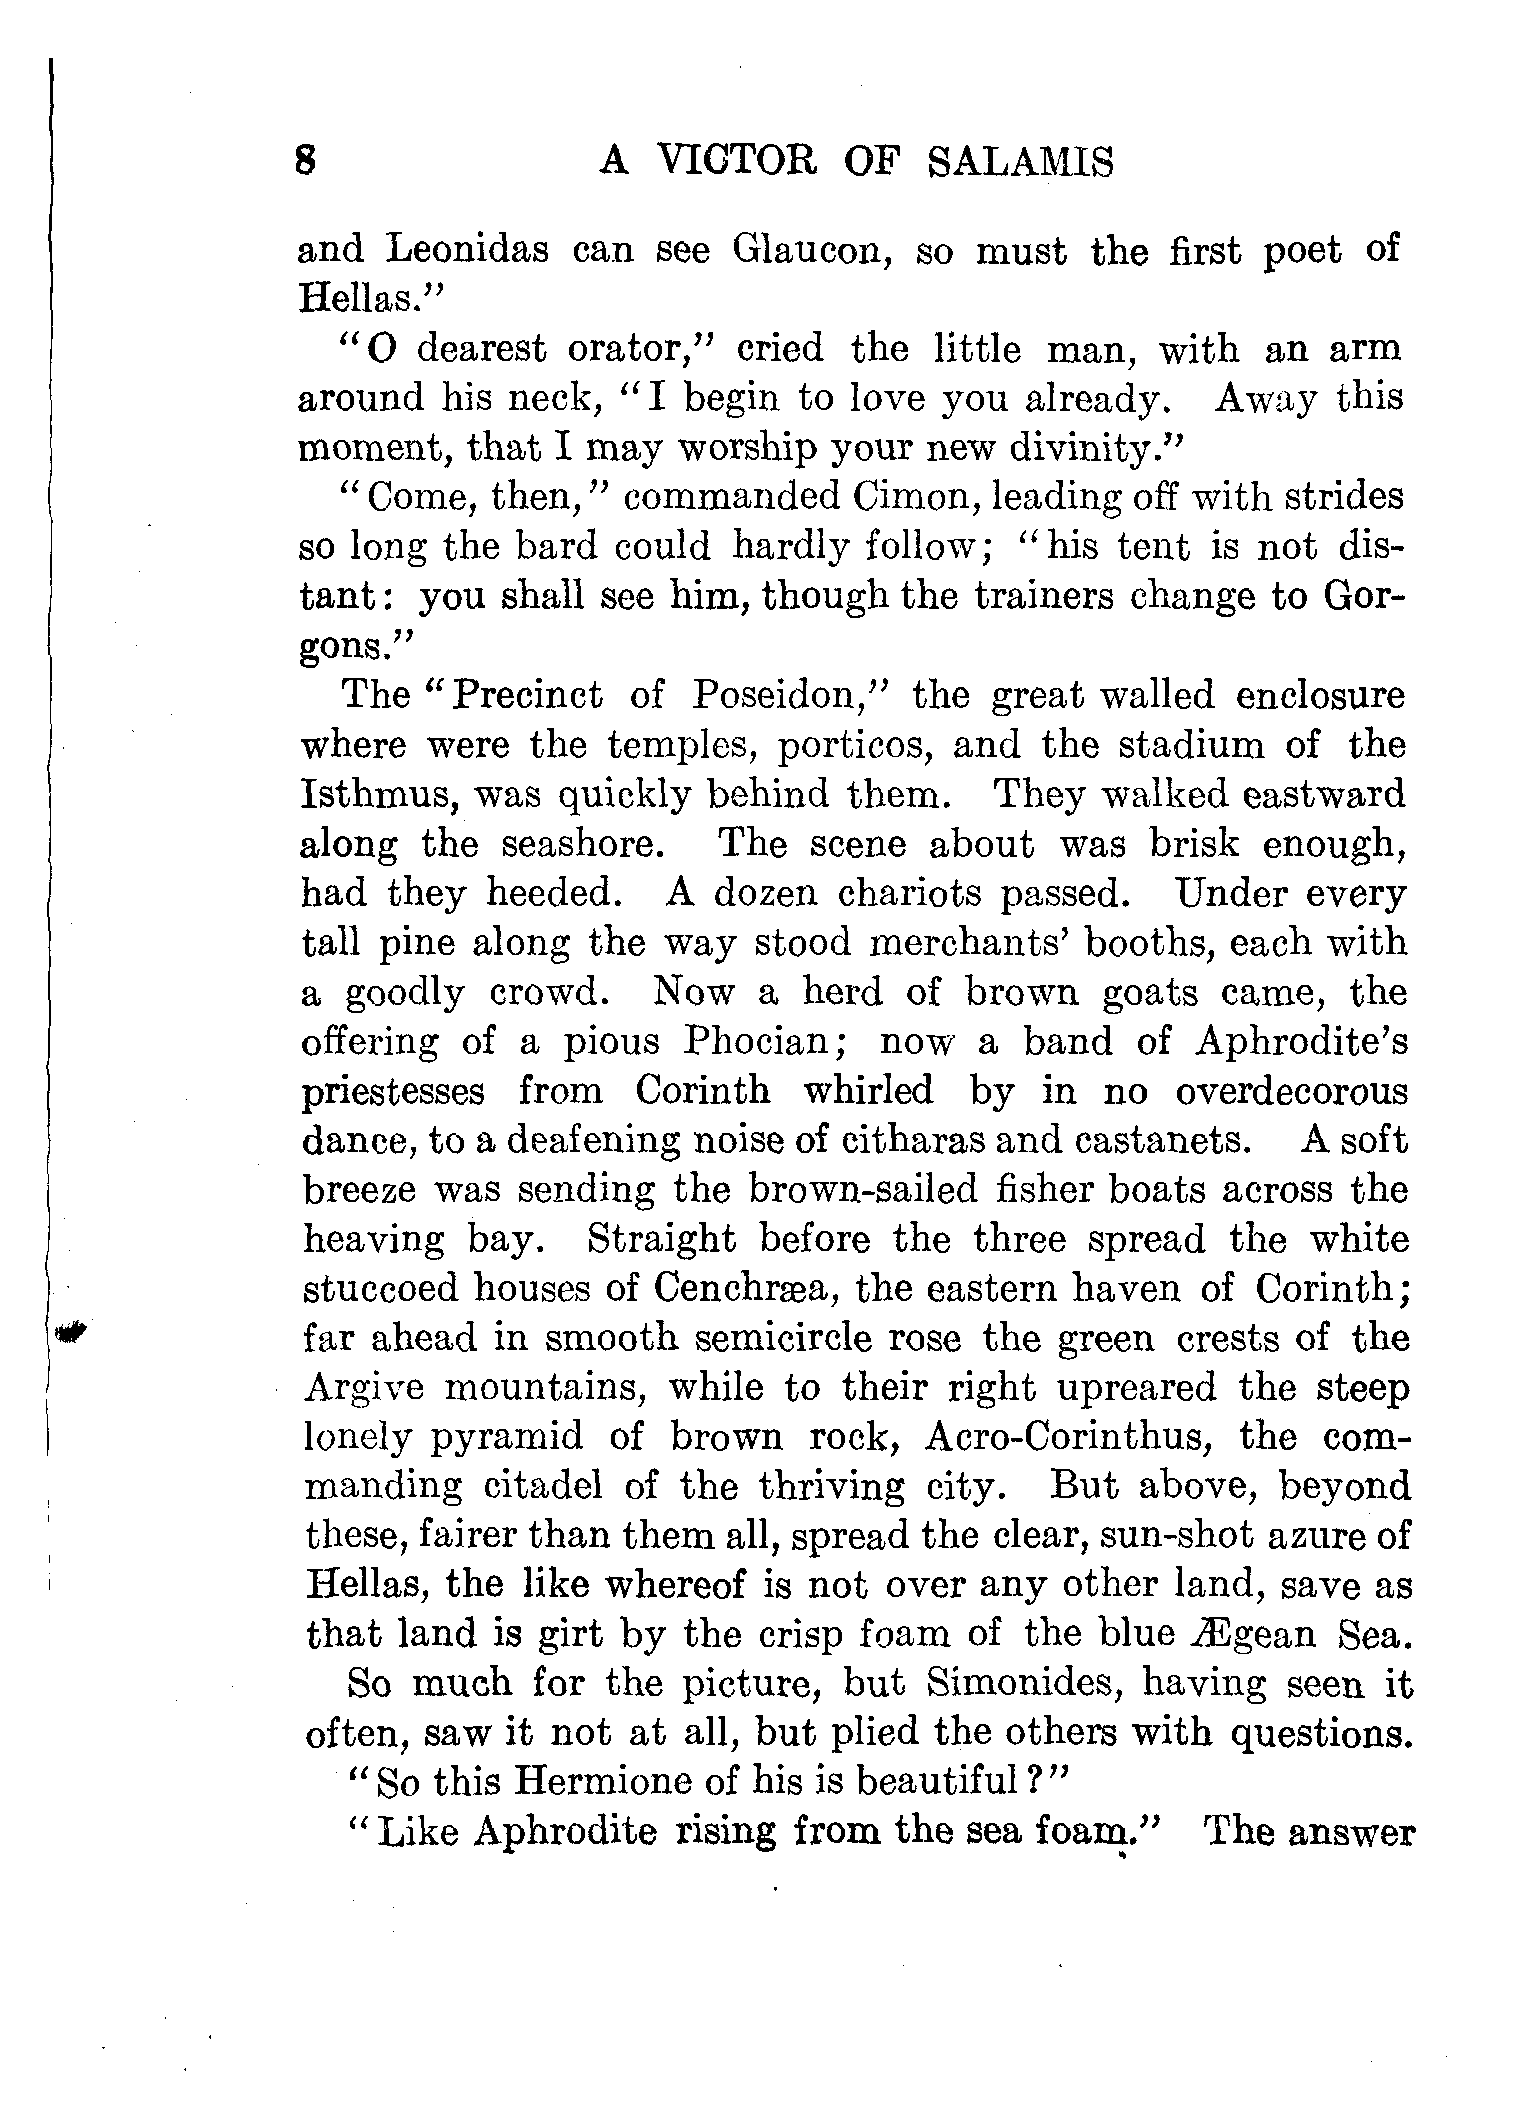 8 A VICTOR OF SALAMIS
and Leonidas can see Glaucon, so must the first poet of
Hellas."
"O dearest orator," cried the little man, with an arm
around his neck, "I begin to love you already. Away this
moment, that I may worship your new divinity."
"Come, then," commanded Cimon, leading off with strides
so long the bard could hardly follow; "his tent is not dis-
tant: you shall see him, though the trainers change to Gor-
gons."
The "Precinct of Poseidon," the great walled enclosure
where were the temples, porticos, and the stadium of the
Isthmus, was quickly behind them. They walked eastward
along the seashore. The scene about was brisk enough,
had they heeded. A dozen chariots passed. Under every
tall pine along the way stood merchants' booths, each with
a goodly crowd. Now a herd of brown goats came, the
offering of a pious Phocian; now a band of Aphrodite's
priestesses from Corinth whirled by in no overdecorous
dance, to a deafening noise of citharas and castanets. A soft
breeze was sending the brown-sailed fisher boats across the
heaving bay. Straight before the three spread the white
stuccoed houses of Cenchræa, the eastern haven of Corinth;
far ahead in smooth semicircle rose the green crests of the
Argive mountains, while to their right upreared the steep
lonely pyramid of brown rock, Acro-Corinthus, the com-
manding citadel of the thriving city. But above, beyond
these, fairer than them all, spread the clear, sun-shot azure of
Hellas, the like whereof is not over any other land, save as
that land is girt by the crisp foam of the blue Ægean Sea.
So much for the picture, but Simonides, having seen it
often, saw it not at all, but plied the others with questions.
"So this Hermione of his is beautiful?"
"Like Aphrodite rising from the sea foam." The answer